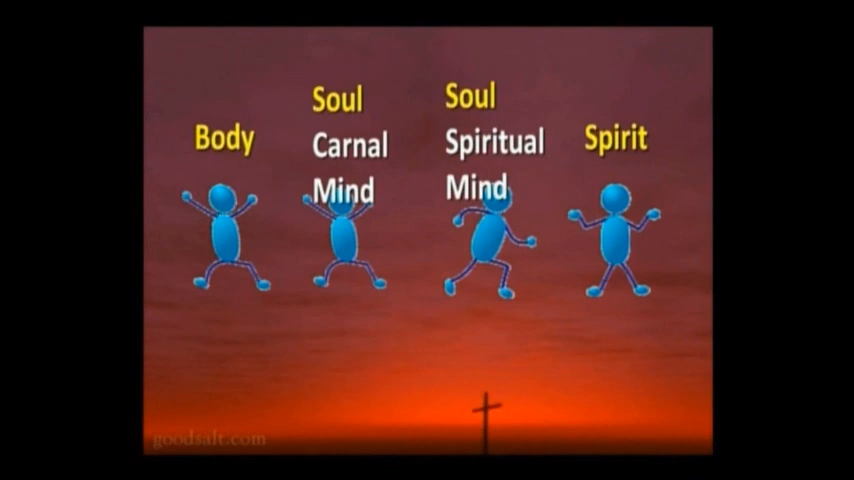 Body
Soul
Carnal
Mind
Soul
Spiritual
Mind
Spirit
goodsalt.com